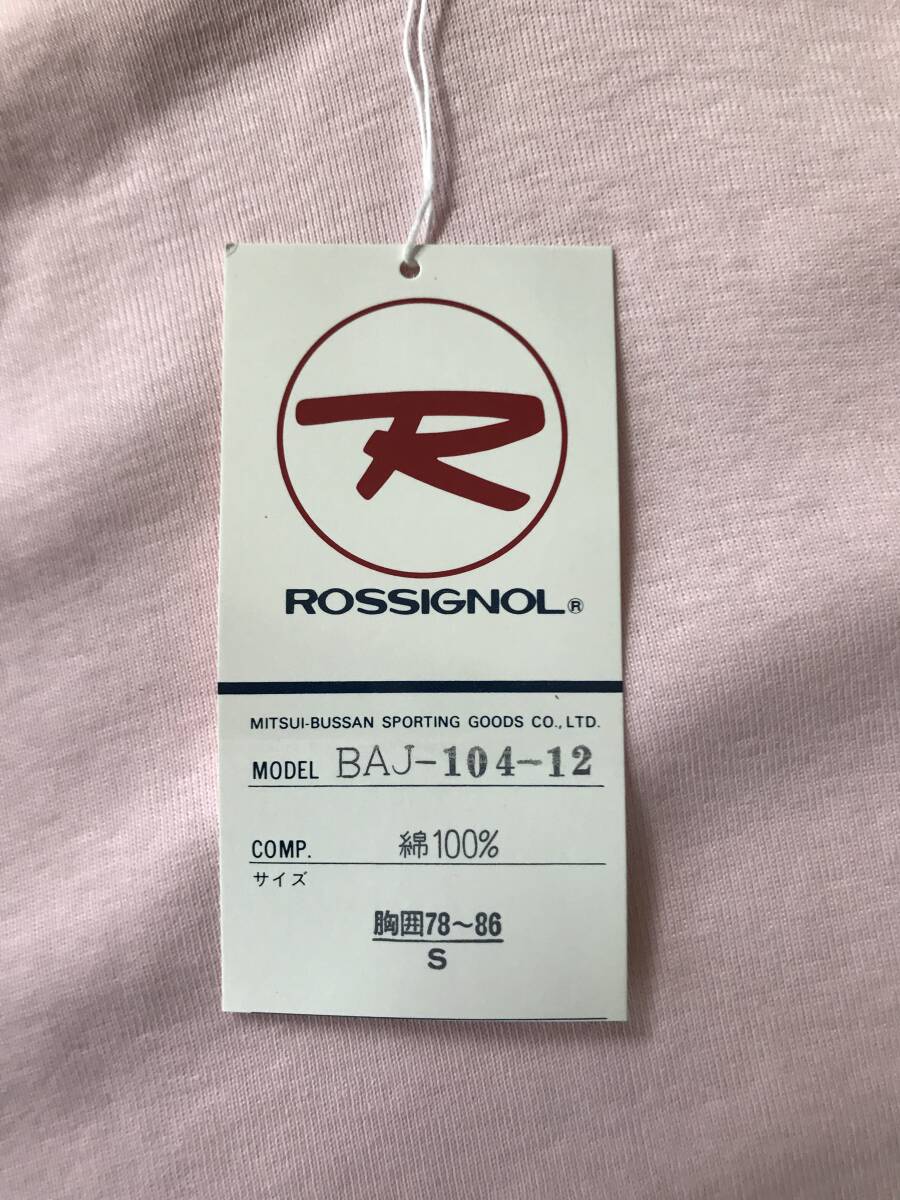 R
ROSSIGNOL®
MITSUI-BUSSAN SPORTING GOODS CO., LTD.
MODEL BAJ-104-12
COMP. 綿100%
サイズ
胸囲78～86
S